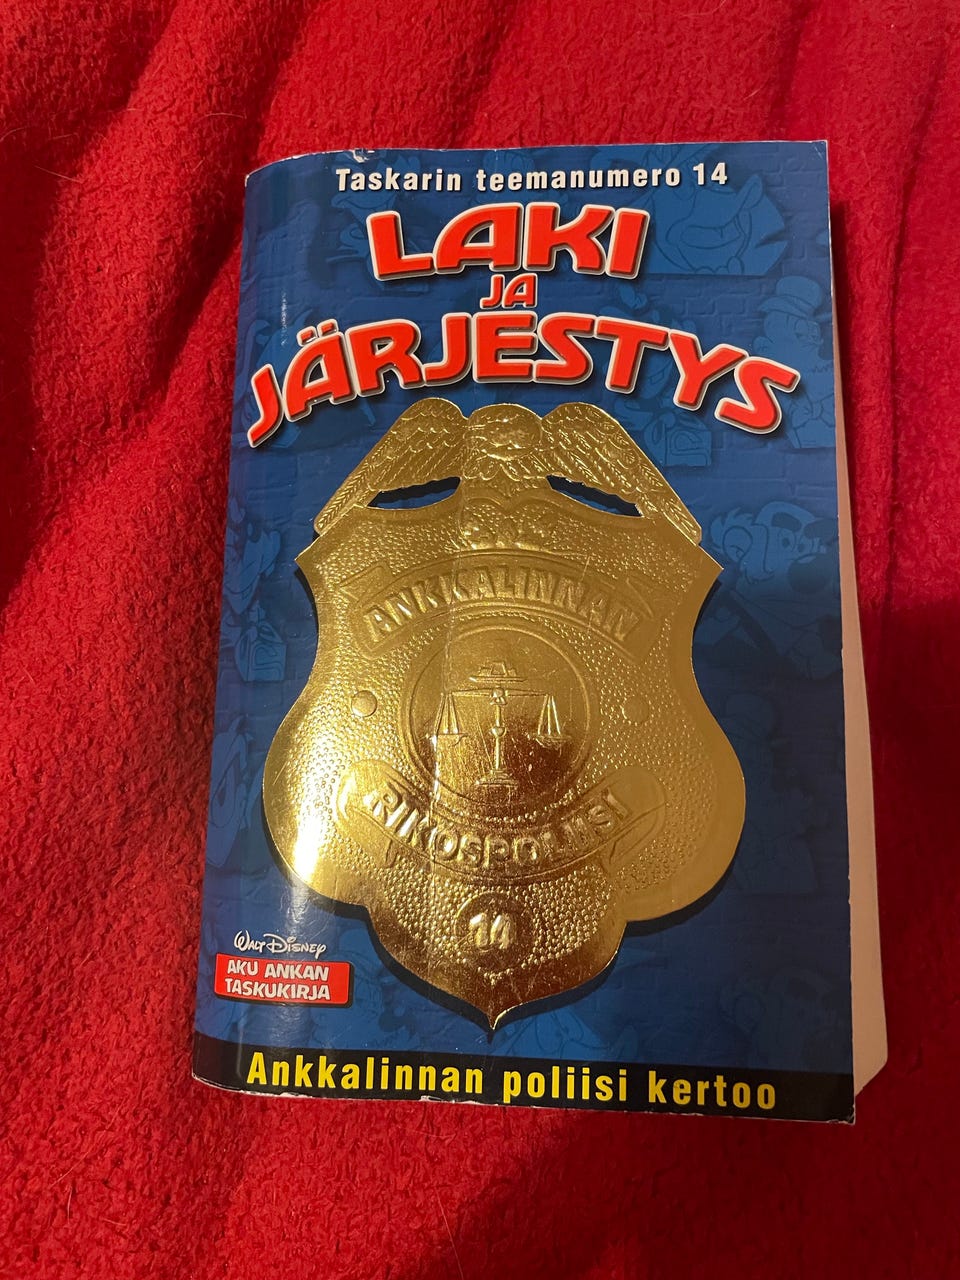 Taskarin teemanumero 14
LAKI
JA
JÄRJESTYS
ANKKALINNAN
RIKOSPOLIISI
14
WALT DISNEY
AKU ANKAN
TASKUKIRJA
Ankkalinnan poliisi kertoo